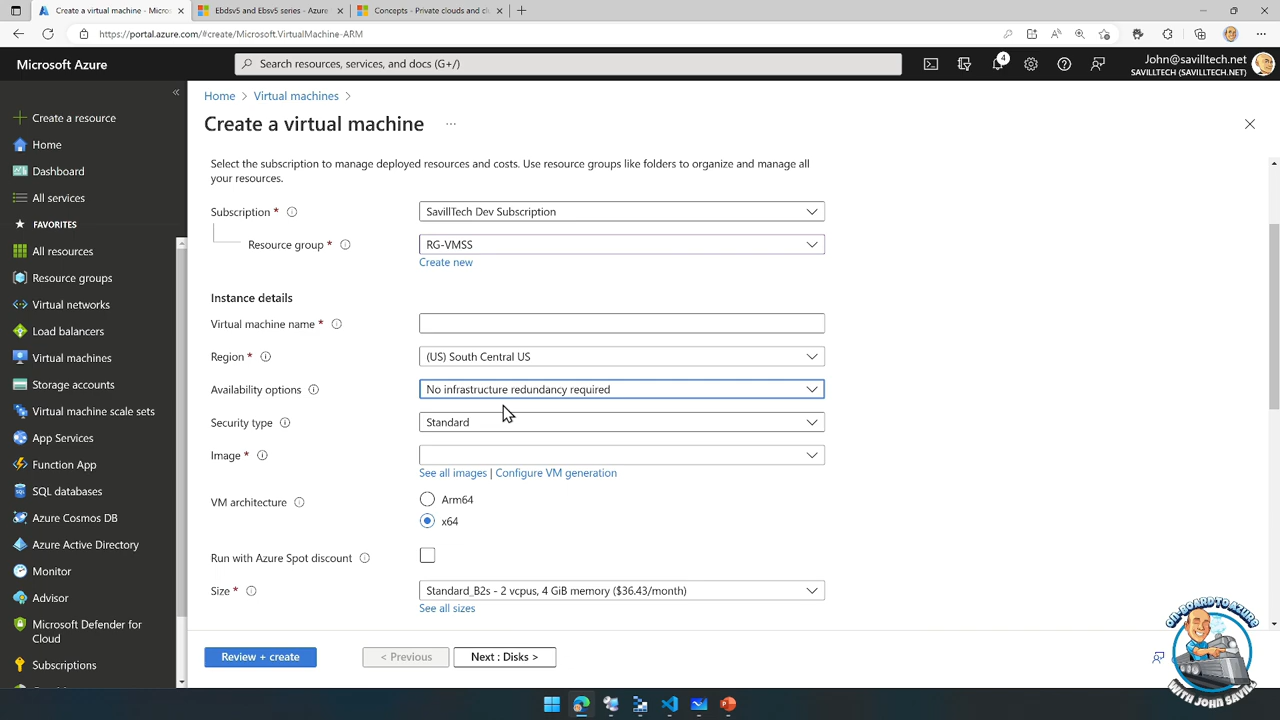 Create a virtual machine - Micros
Ebdsv5 and Ebsv5 series - Azure
Concepts - Private clouds and cl
https://portal.azure.com/#create/Microsoft.VirtualMachine-ARM
Microsoft Azure
Search resources, services, and docs (G+/)
4
John@savilltech.net
SAVILLTECH (SAVILLTECH.NET)
Home > Virtual machines >
Create a virtual machine ...
Create a resource
Home
Dashboard
All services
FAVORITES
All resources
Resource groups
Virtual networks
Load balancers
Virtual machines
Storage accounts
Virtual machine scale sets
App Services
Function App
SQL databases
Azure Cosmos DB
Azure Active Directory
Monitor
Advisor
Microsoft Defender for
Cloud
Subscriptions
Select the subscription to manage deployed resources and costs. Use resource groups like folders to organize and manage all
your resources.
Subscription * SavillTech Dev Subscription
Resource group * RG-VMSS
Create new
Instance details
Virtual machine name *
Region * (US) South Central US
Availability options No infrastructure redundancy required
Security type Standard
Image *
See all images | Configure VM generation
VM architecture Arm64
x64
Run with Azure Spot discount
Size * Standard_B2s - 2 vcpus, 4 GiB memory ($36.43/month)
See all sizes
Review + create
< Previous
Next : Disks >
ON-BOARD TO AZURE
WITH JOHN SAVILL